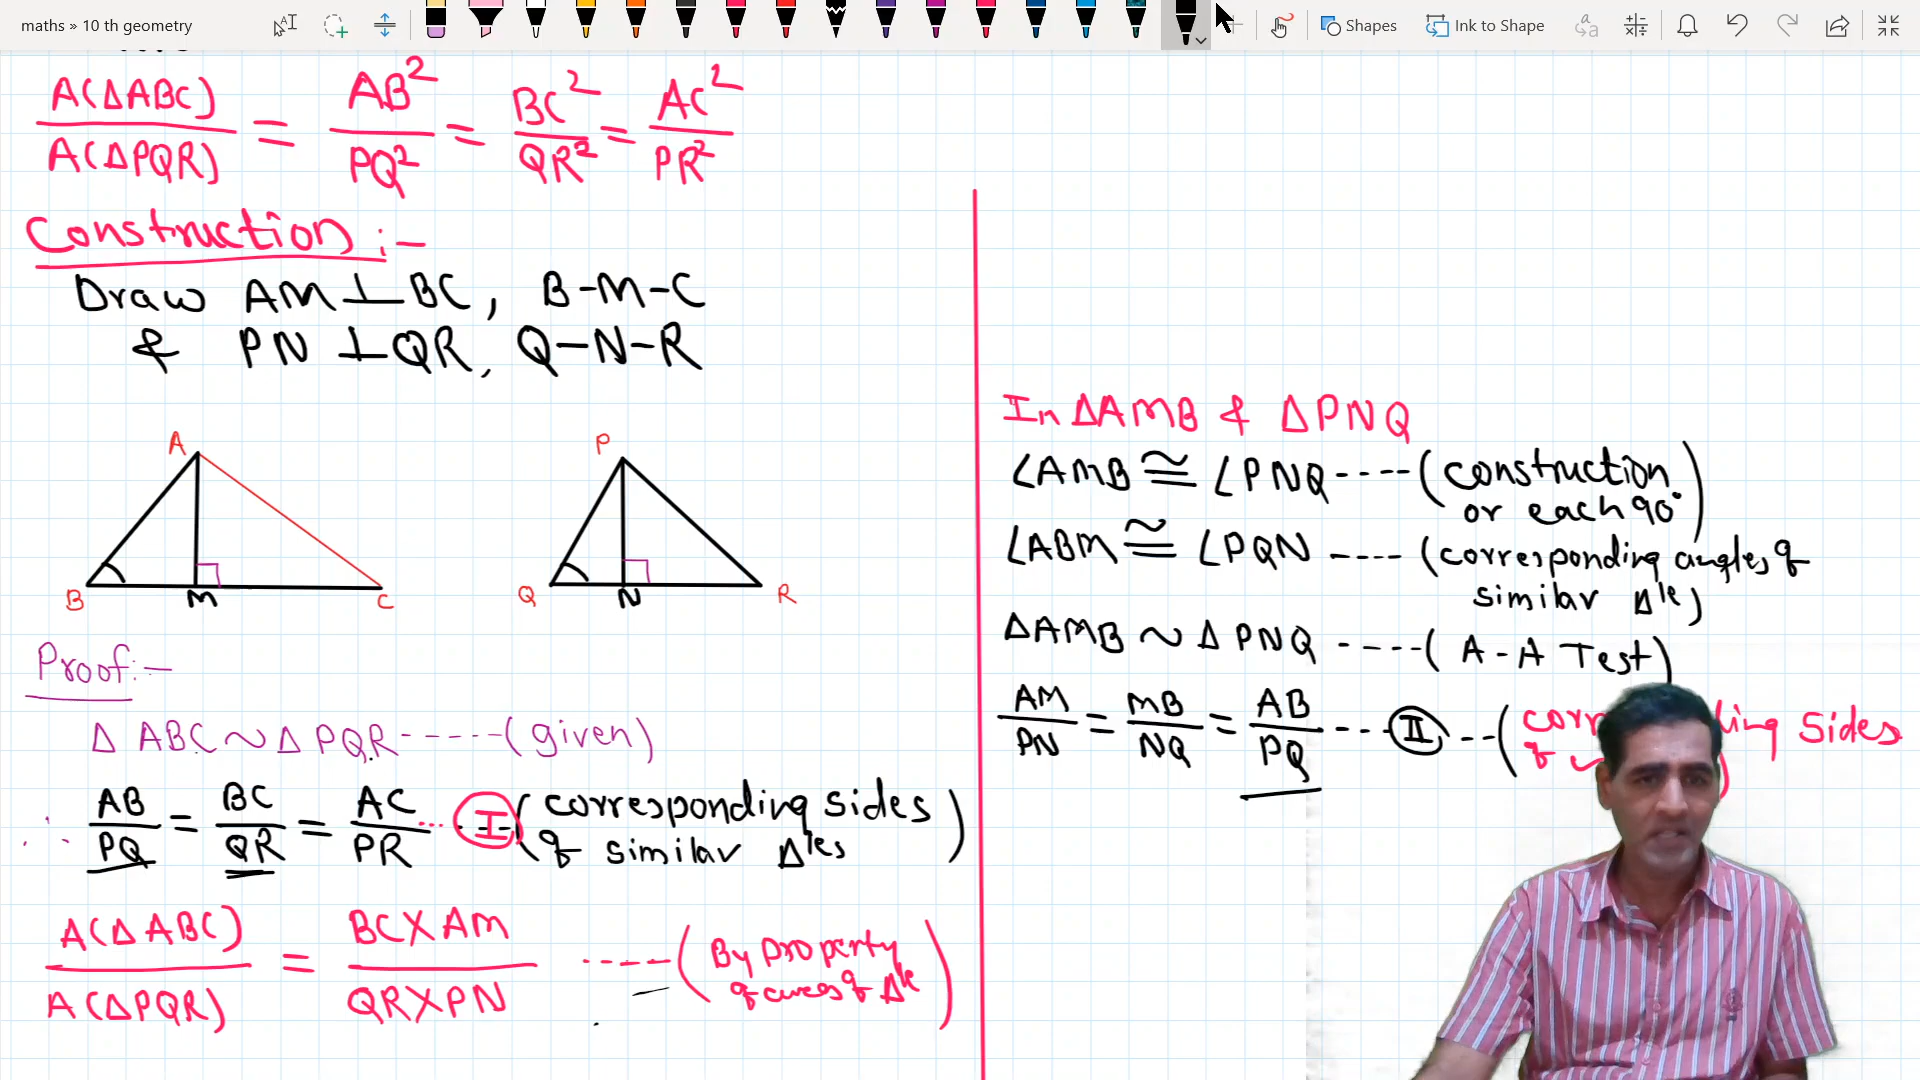 maths » 10 th geometry
Shapes
Ink to Shape
A(ΔABC) / A(ΔPQR) = AB² / PQ² = BC² / QR² = AC² / PR²
Construction :-
Draw AM⊥BC, B-M-C
& PN ⊥QR, Q-N-R
A
B
M
C
P
Q
N
R
Proof:-
Δ ABC ~ Δ PQR -----(given)
∴ AB/PQ = BC/QR = AC/PR ... I (corresponding sides
of similar Δles)
A(ΔABC) / A(ΔPQR) = BC X AM / QR X PN ---- (By property
of areas of Δle)
In ΔAMB & ΔPNQ
∠AMB ≅ ∠PNQ ---- (construction
or each 90°)
∠ABM ≅ ∠PQN ---- (corresponding angles of
similar Δle)
ΔAMB ~ Δ PNQ ----( A-A Test)
AM/PN = MB/NQ = AB/PQ --- II --( sides
of